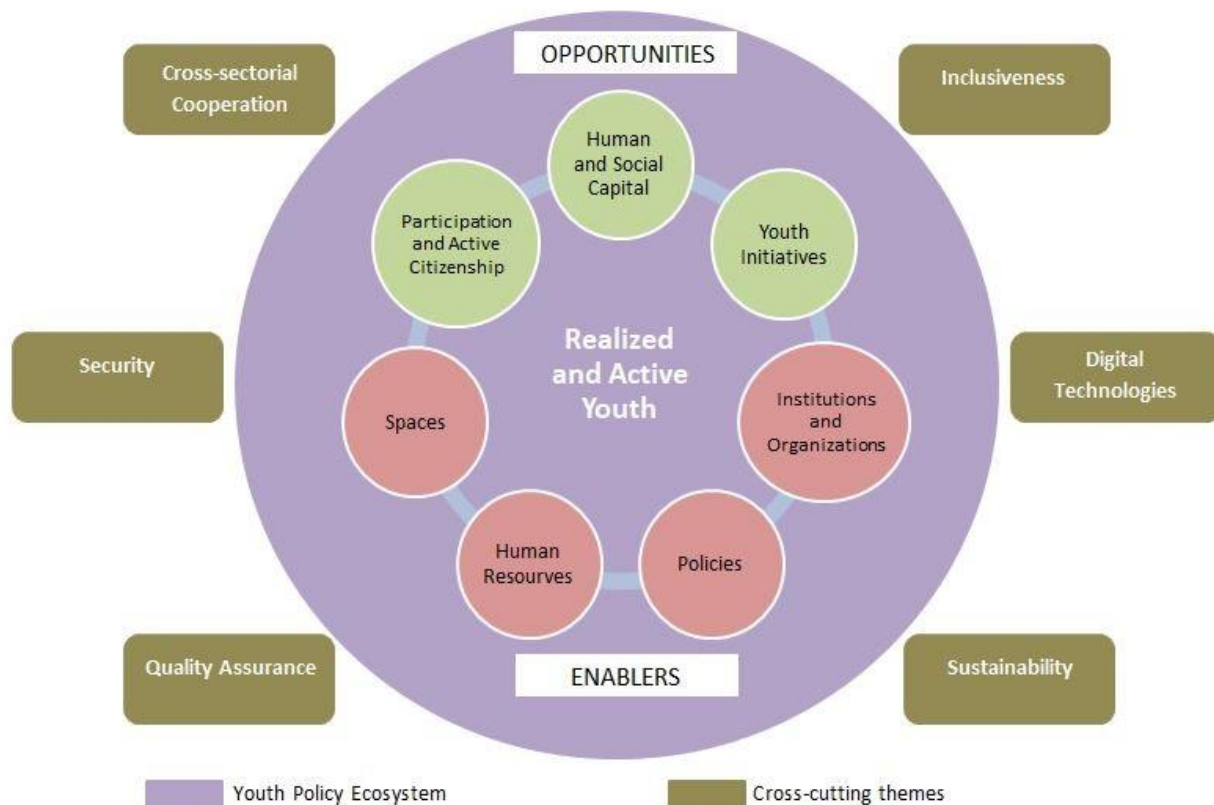 OPPORTUNITIES
Cross-sectorial
Cooperation
Inclusiveness
Human
and Social
Capital
Participation
and Active
Citizenship
Youth
Initiatives
Realized
and Active
Youth
Security
Digital
Technologies
Spaces
Institutions
and
Organizations
Human
Resourves
Policies
Quality Assurance
ENABLERS
Sustainability
Youth Policy Ecosystem
Cross-cutting themes